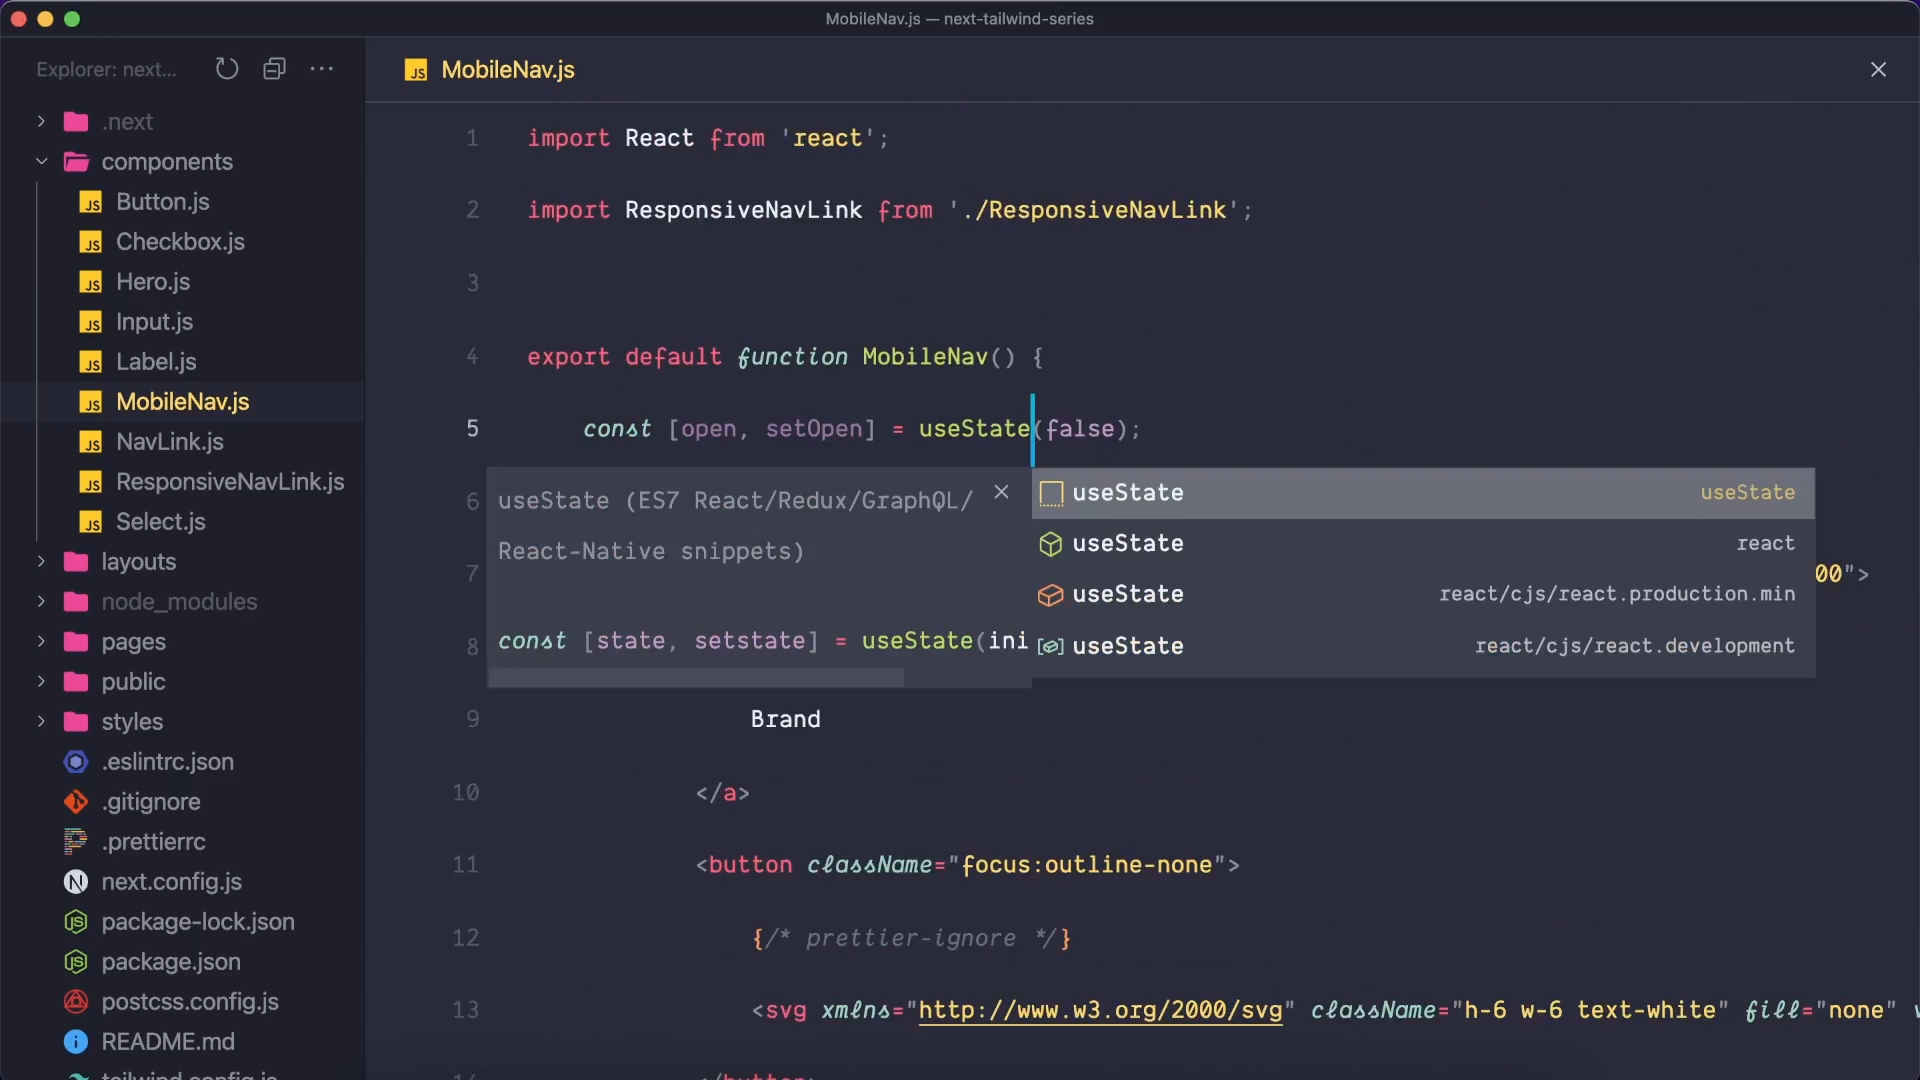 MobileNav.js — next-tailwind-series
Explorer: next...
MobileNav.js
.next
components
Button.js
Checkbox.js
Hero.js
Input.js
Label.js
MobileNav.js
NavLink.js
ResponsiveNavLink.js
Select.js
layouts
node_modules
pages
public
styles
.eslintrc.json
.gitignore
.prettierrc
next.config.js
package-lock.json
package.json
postcss.config.js
README.md
tailwind.config.js
1 import React from 'react';
2 import ResponsiveNavLink from './ResponsiveNavLink';
3
4 export default function MobileNav() {
5 const [open, setOpen] = useState(false);
6
7 00">
8
useState (ES7 React/Redux/GraphQL/
React-Native snippets)
const [state, setstate] = useState(ini
useState useState
useState react
useState react/cjs/react.production.min
useState react/cjs/react.development
9 Brand
10 </a>
11 <button className="focus:outline-none">
12 {/* prettier-ignore */}
13 <svg xmlns="http://www.w3.org/2000/svg" className="h-6 w-6 text-white" fill="none"
14 </button>